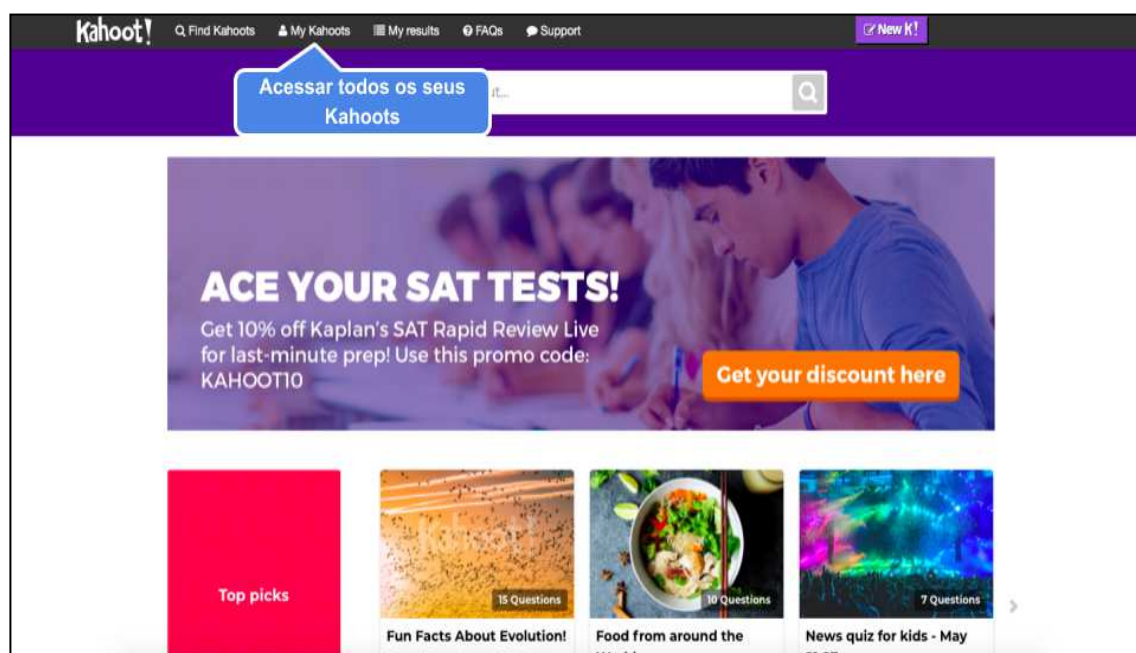 Kahoot! Find Kahoots My Kahoots My results FAQs Support New K!
Acessar todos os seus
Kahoots
ACE YOUR SAT TESTS!
Get 10% off Kaplan's SAT Rapid Review Live
for last-minute prep! Use this promo code:
KAHOOT10
Get your discount here
Top picks
Kahoot!
15 Questions
10 Questions
7 Questions
Fun Facts About Evolution!
Food from around the
News quiz for kids - May